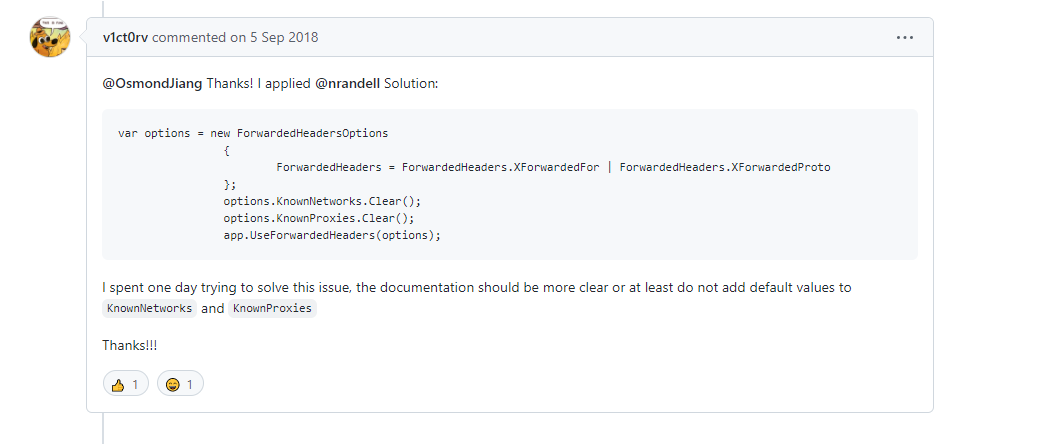 v1ct0rv commented on 5 Sep 2018
@OsmondJiang Thanks! I applied @nrandell Solution:
var options = new ForwardedHeadersOptions
{
ForwardedHeaders = ForwardedHeaders.XForwardedFor | ForwardedHeaders.XForwardedProto
};
options.KnownNetworks.Clear();
options.KnownProxies.Clear();
app.UseForwardedHeaders(options);
I spent one day trying to solve this issue, the documentation should be more clear or at least do not add default values to
KnownNetworks and KnownProxies
Thanks!!!
👍 1 😄 1